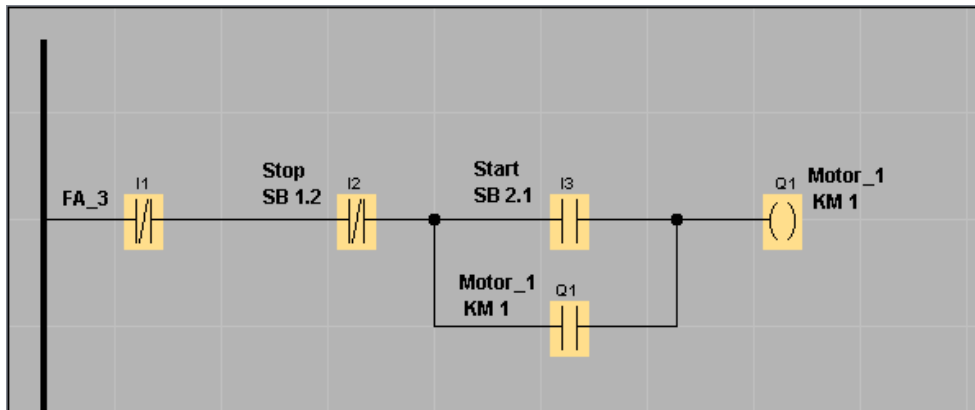 FA_3
I1
Stop
SB 1.2
I2
Start
SB 2.1
I3
Q1
Motor_1
KM 1
Motor_1
KM 1
Q1